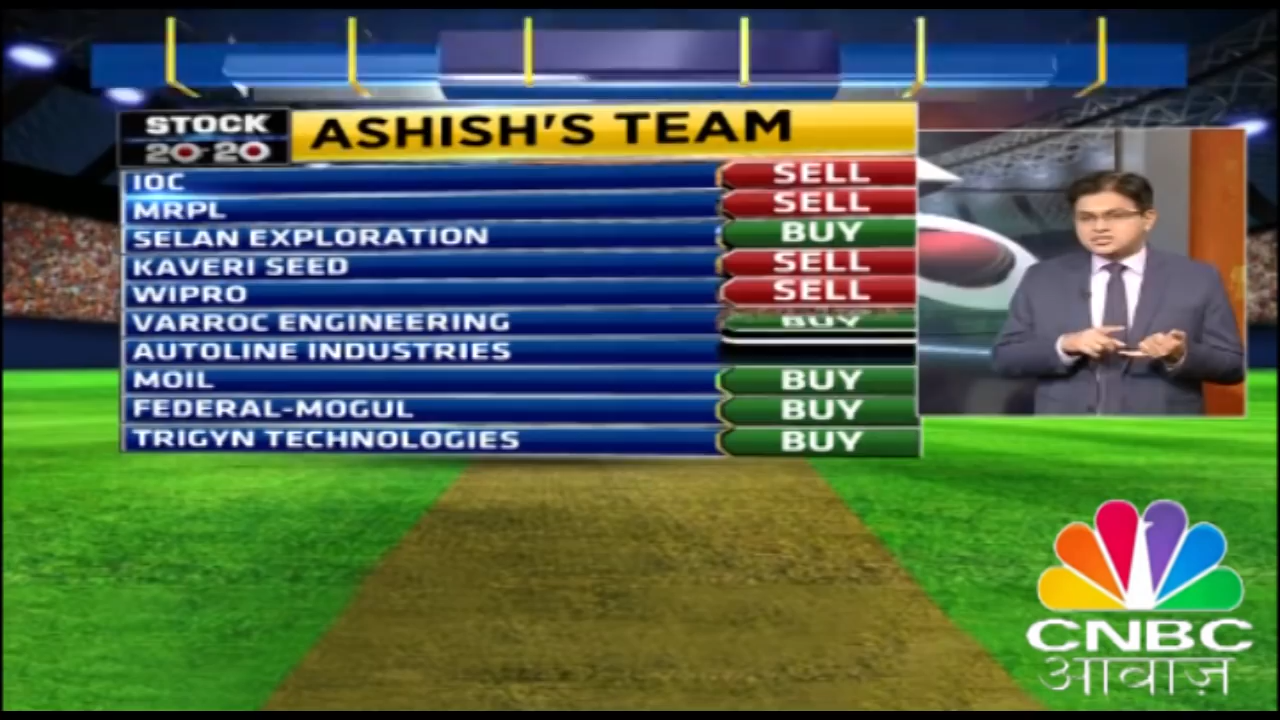 STOCK
20-20
ASHISH'S TEAM
IOC SELL
MRPL SELL
SELAN EXPLORATION BUY
KAVERI SEED SELL
WIPRO SELL
VARROC ENGINEERING BUY
AUTOLINE INDUSTRIES
MOIL BUY
FEDERAL-MOGUL BUY
TRIGYN TECHNOLOGIES BUY
CNBC
आवाज़